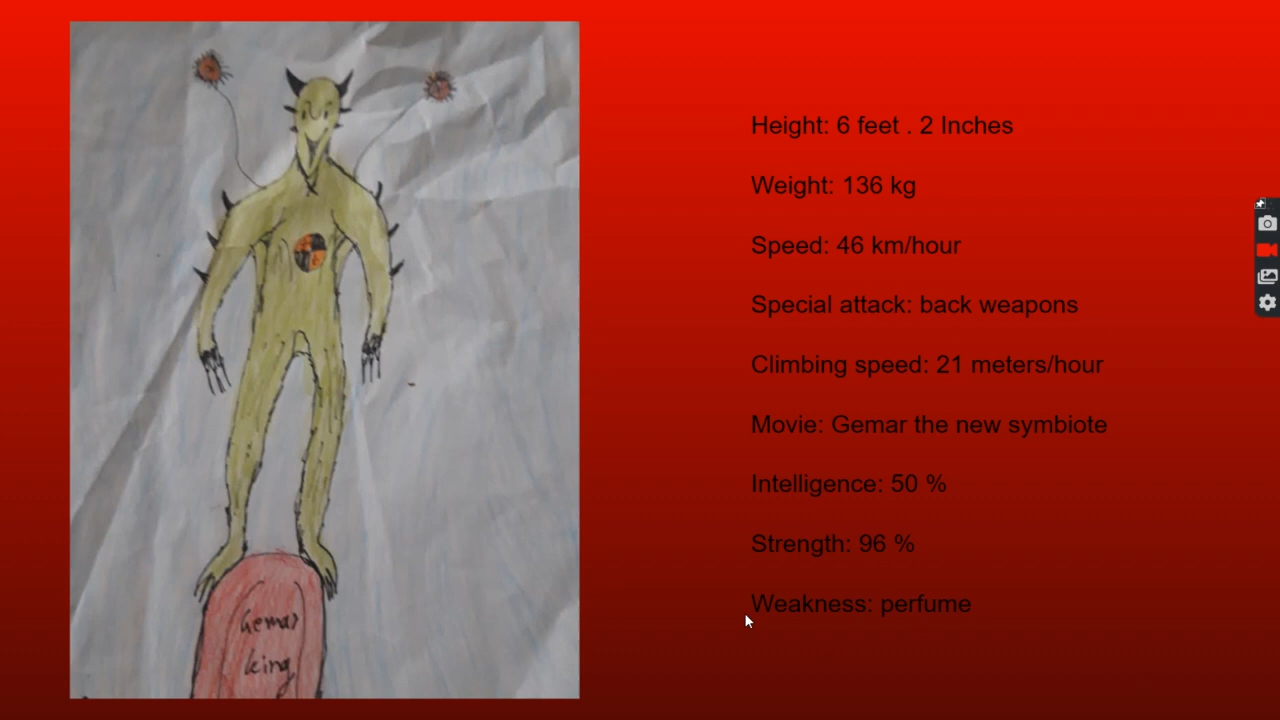 Height: 6 feet . 2 Inches
Weight: 136 kg
Speed: 46 km/hour
Special attack: back weapons
Climbing speed: 21 meters/hour
Movie: Gemar the new symbiote
Intelligence: 50 %
Strength: 96 %
Weakness: perfume
Gemar
king